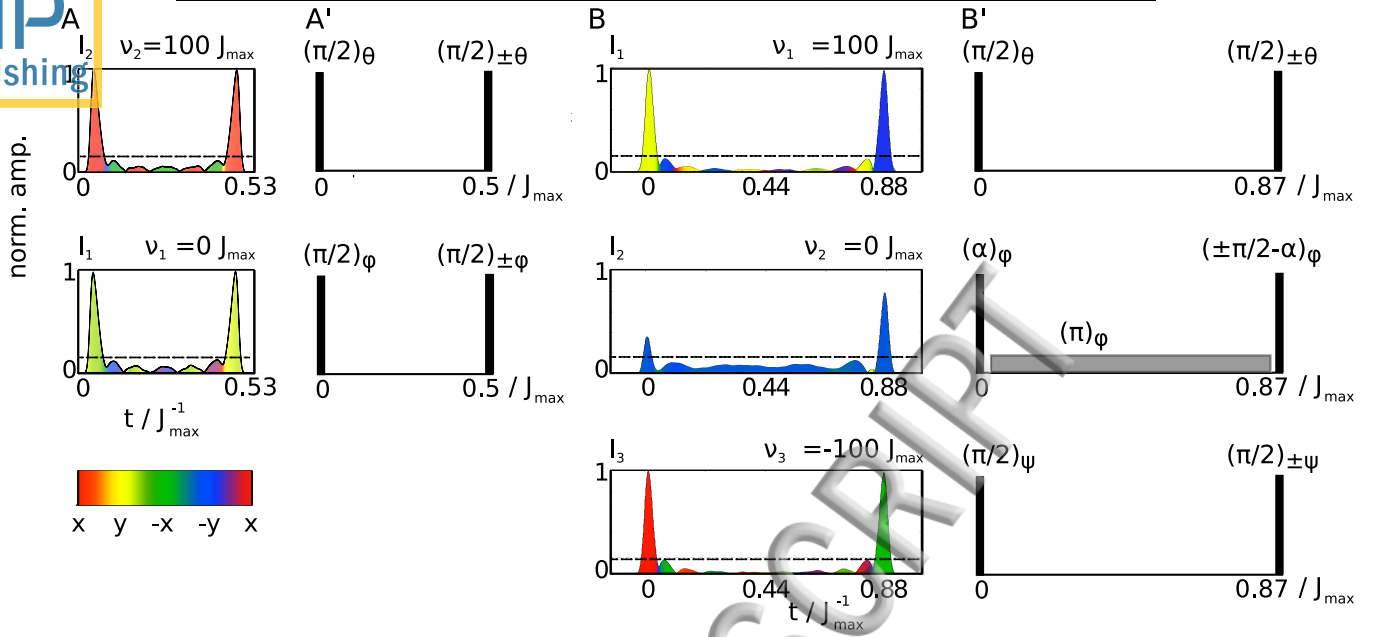 A
A'
B
B'
I₂ ν₂=100 Jmax
(π/2)θ (π/2)±θ
I₁ ν₁ =100 Jmax
(π/2)θ (π/2)±θ
shing
norm. amp.
1
0
0 0.53
0 0.5 / Jmax
1
0
0 0.44 0.88
0 0.87 / Jmax
I₁ ν₁ =0 Jmax
(π/2)φ (π/2)±φ
I₂ ν₂ =0 Jmax
(α)φ (±π/2-α)φ
(π)φ
1
0
0 0.53
t / J⁻¹max
0 0.5 / Jmax
1
0
0 0.44 0.88
0 0.87 / Jmax
I₃ ν₃ =-100 Jmax
(π/2)ψ (π/2)±ψ
x y -x -y x
1
0
0 0.44 0.88
t / J⁻¹max
0 0.87 / Jmax
SCRIPT